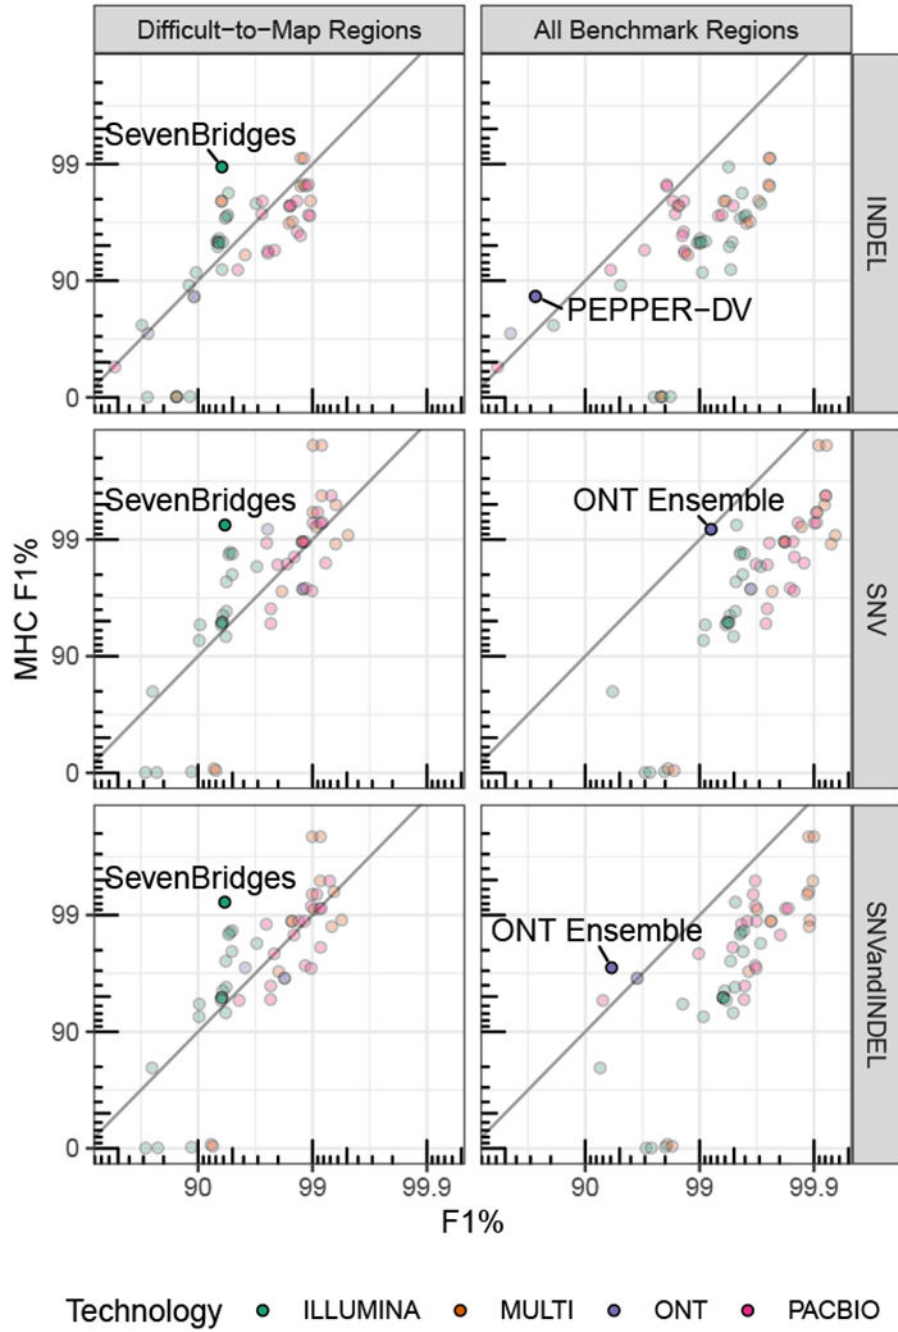 Difficult−to−Map Regions
All Benchmark Regions
SevenBridges
99
90
0
PEPPER−DV
INDEL
SevenBridges
ONT Ensemble
99
90
0
SNV
MHC F1%
SevenBridges
ONT Ensemble
99
90
0
SNVandINDEL
90 99 99.9 90 99 99.9
F1%
Technology ILLUMINA MULTI ONT PACBIO